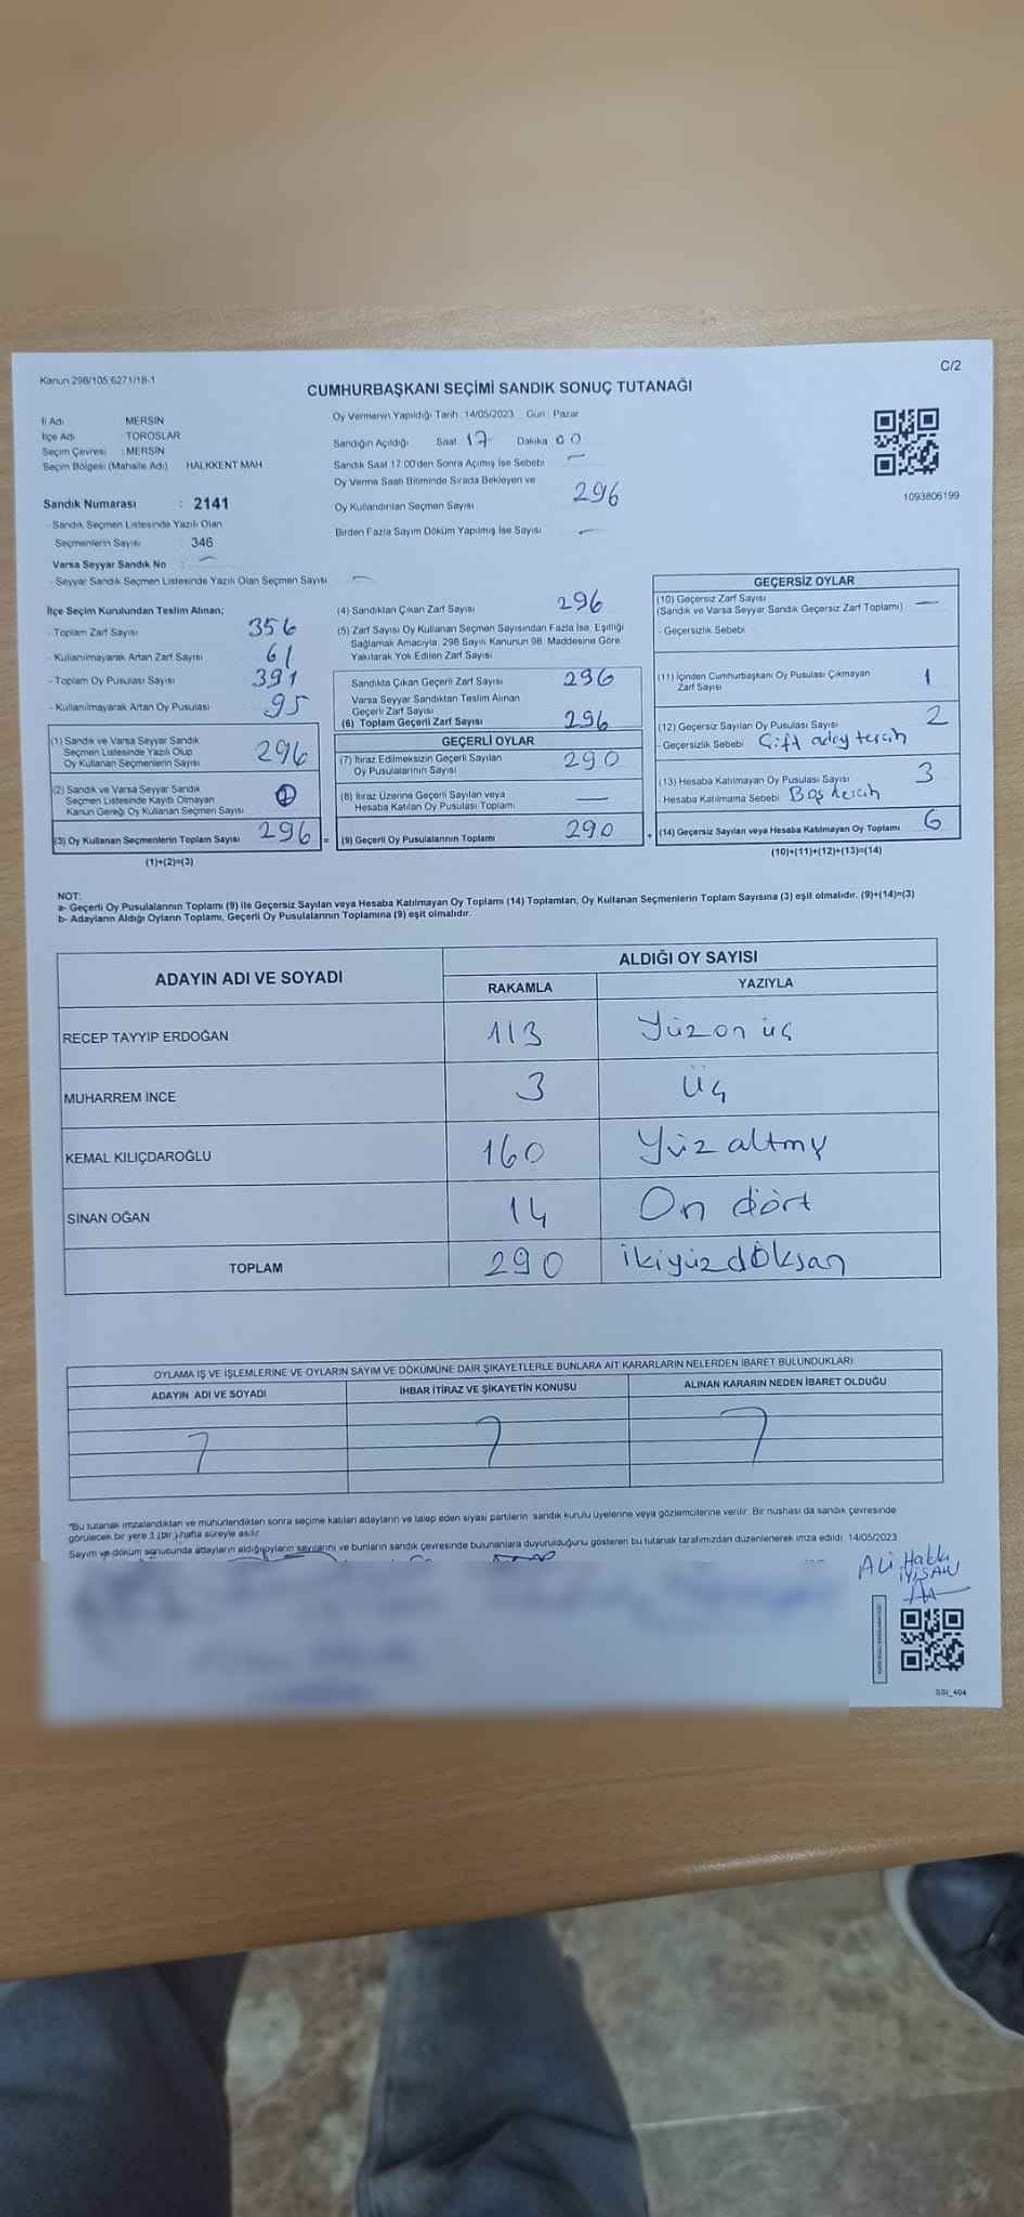 Kanun 298/105 6271/18-1
C/2
CUMHURBAŞKANI SEÇİMİ SANDIK SONUÇ TUTANAĞI
İl Adı MERSİN
İlçe Adı TOROSLAR
Seçim Çevresi : MERSİN
Seçim Bölgesi (Mahalle Adı) HALKKENT MAH
Sandık Numarası : 2141
- Sandık Seçmen Listesinde Yazılı Olan
Seçmenlerin Sayısı 346
Varsa Seyyar Sandık No —
- Seyyar Sandık Seçmen Listesinde Yazılı Olan Seçmen Sayısı —
Oy Vermenin Yapıldığı Tarih :14/05/2023 Gün : Pazar
Sandığın Açıldığı Saat 17 Dakika 00
Sandık Saat 17:00'den Sonra Açımış İse Sebebi —
Oy Verme Saati Bitiminde Sırada Bekleyen ve
Oy Kullandırılan Seçmen Sayısı 296
Birden Fazla Sayım Döküm Yapılmış İse Sayısı —
1093806199
İlçe Seçim Kurulundan Teslim Alınan;
- Toplam Zarf Sayısı 356
- Kullanılmayarak Artan Zarf Sayısı 61
- Toplam Oy Pusulası Sayısı 391
- Kullanılmayarak Artan Oy Pusulası 95
(1) Sandık ve Varsa Seyyar Sandık
Seçmen Listesinde Yazılı Olup
Oy Kullanan Seçmenlerin Sayısı 296
(2) Sandık ve Varsa Seyyar Sandık
Seçmen Listesinde Kayıtlı Olmayan
Kanun Gereği Oy Kullanan Seçmen Sayısı
(3) Oy Kullanan Seçmenlerin Toplam Sayısı 296 =
(1)+(2)=(3)
(4) Sandıktan Çıkan Zarf Sayısı 296
(5) Zarf Sayısı Oy Kullanan Seçmen Sayısından Fazla İse, Eşitliği
Sağlamak Amacıyla, 298 Sayılı Kanunun 98. Maddesine Göre
Yakılarak Yok Edilen Zarf Sayısı
Sandıkta Çıkan Geçerli Zarf Sayısı 296
Varsa Seyyar Sandıktan Teslim Alınan
Geçerli Zarf Sayısı
(6) Toplam Geçerli Zarf Sayısı 296
GEÇERLİ OYLAR
(7) İtiraz Edilmeksizin Geçerli Sayılan
Oy Pusulalarının Sayısı 290
(8) İtiraz Üzerine Geçerli Sayılan veya
Hesaba Katılan Oy Pusulası Toplamı —
(9) Geçerli Oy Pusulalarının Toplamı 290 +
GEÇERSİZ OYLAR
(10) Geçersiz Zarf Sayısı
(Sandık ve Varsa Seyyar Sandık Geçersiz Zarf Toplamı) —
- Geçersizlik Sebebi
(11) İçinden Cumhurbaşkanı Oy Pusulası Çıkmayan
Zarf Sayısı 1
(12) Geçersiz Sayılan Oy Pusulası Sayısı 2
- Geçersizlik Sebebi Çift aday tercih
(13) Hesaba Katılmayan Oy Pusulası Sayısı 3
- Hesaba Katılmama Sebebi Boş tercih
(14) Geçersiz Sayılan veya Hesaba Katılmayan Oy Toplamı 6
(10)+(11)+(12)+(13)=(14)
NOT:
a- Geçerli Oy Pusulalarının Toplamı (9) ile Geçersiz Sayılan veya Hesaba Katılmayan Oy Toplamı (14) Toplamları, Oy Kullanan Seçmenlerin Toplam Sayısına (3) eşit olmalıdır. (9)+(14)=(3)
b- Adayların Aldığı Oyların Toplamı, Geçerli Oy Pusulalarının Toplamına (9) eşit olmalıdır.
ADAYIN ADI VE SOYADI ALDIĞI OY SAYISI
RAKAMLA YAZIYLA
RECEP TAYYİP ERDOĞAN 113 Yüz on üç
MUHARREM İNCE 3 Üç
KEMAL KILIÇDAROĞLU 160 Yüz altmış
SİNAN OĞAN 14 On dört
TOPLAM 290 ikiyüzdoksan
OYLAMA İŞ VE İŞLEMLERİNE VE OYLARIN SAYIM VE DÖKÜMÜNE DAİR ŞİKAYETLERLE BUNLARA AİT KARARLARIN NELERDEN İBARET BULUNDUKLARI
ADAYIN ADI VE SOYADI İHBAR İTİRAZ VE ŞİKAYETİN KONUSU ALINAN KARARIN NEDEN İBARET OLDUĞU
"Bu tutanak imzalandıktan ve mühürlendikten sonra seçime katılan adayların ve talep eden siyasi partilerin sandık kurulu üyelerine veya gözlemcilerine verilir. Bir nüshası da sandık çevresinde
görülecek bir yere 1 (bir) hafta süreyle asılır.
Sayım ve döküm sonucunda adayların aldığı oyların sayılarını ve bunların sandık çevresinde bulunanlara duyurulduğunu gösteren bu tutanak tarafımızdan düzenlenerek imza edildi. 14/05/2023
Ali Hakkı
İYİSAN
SSI_404